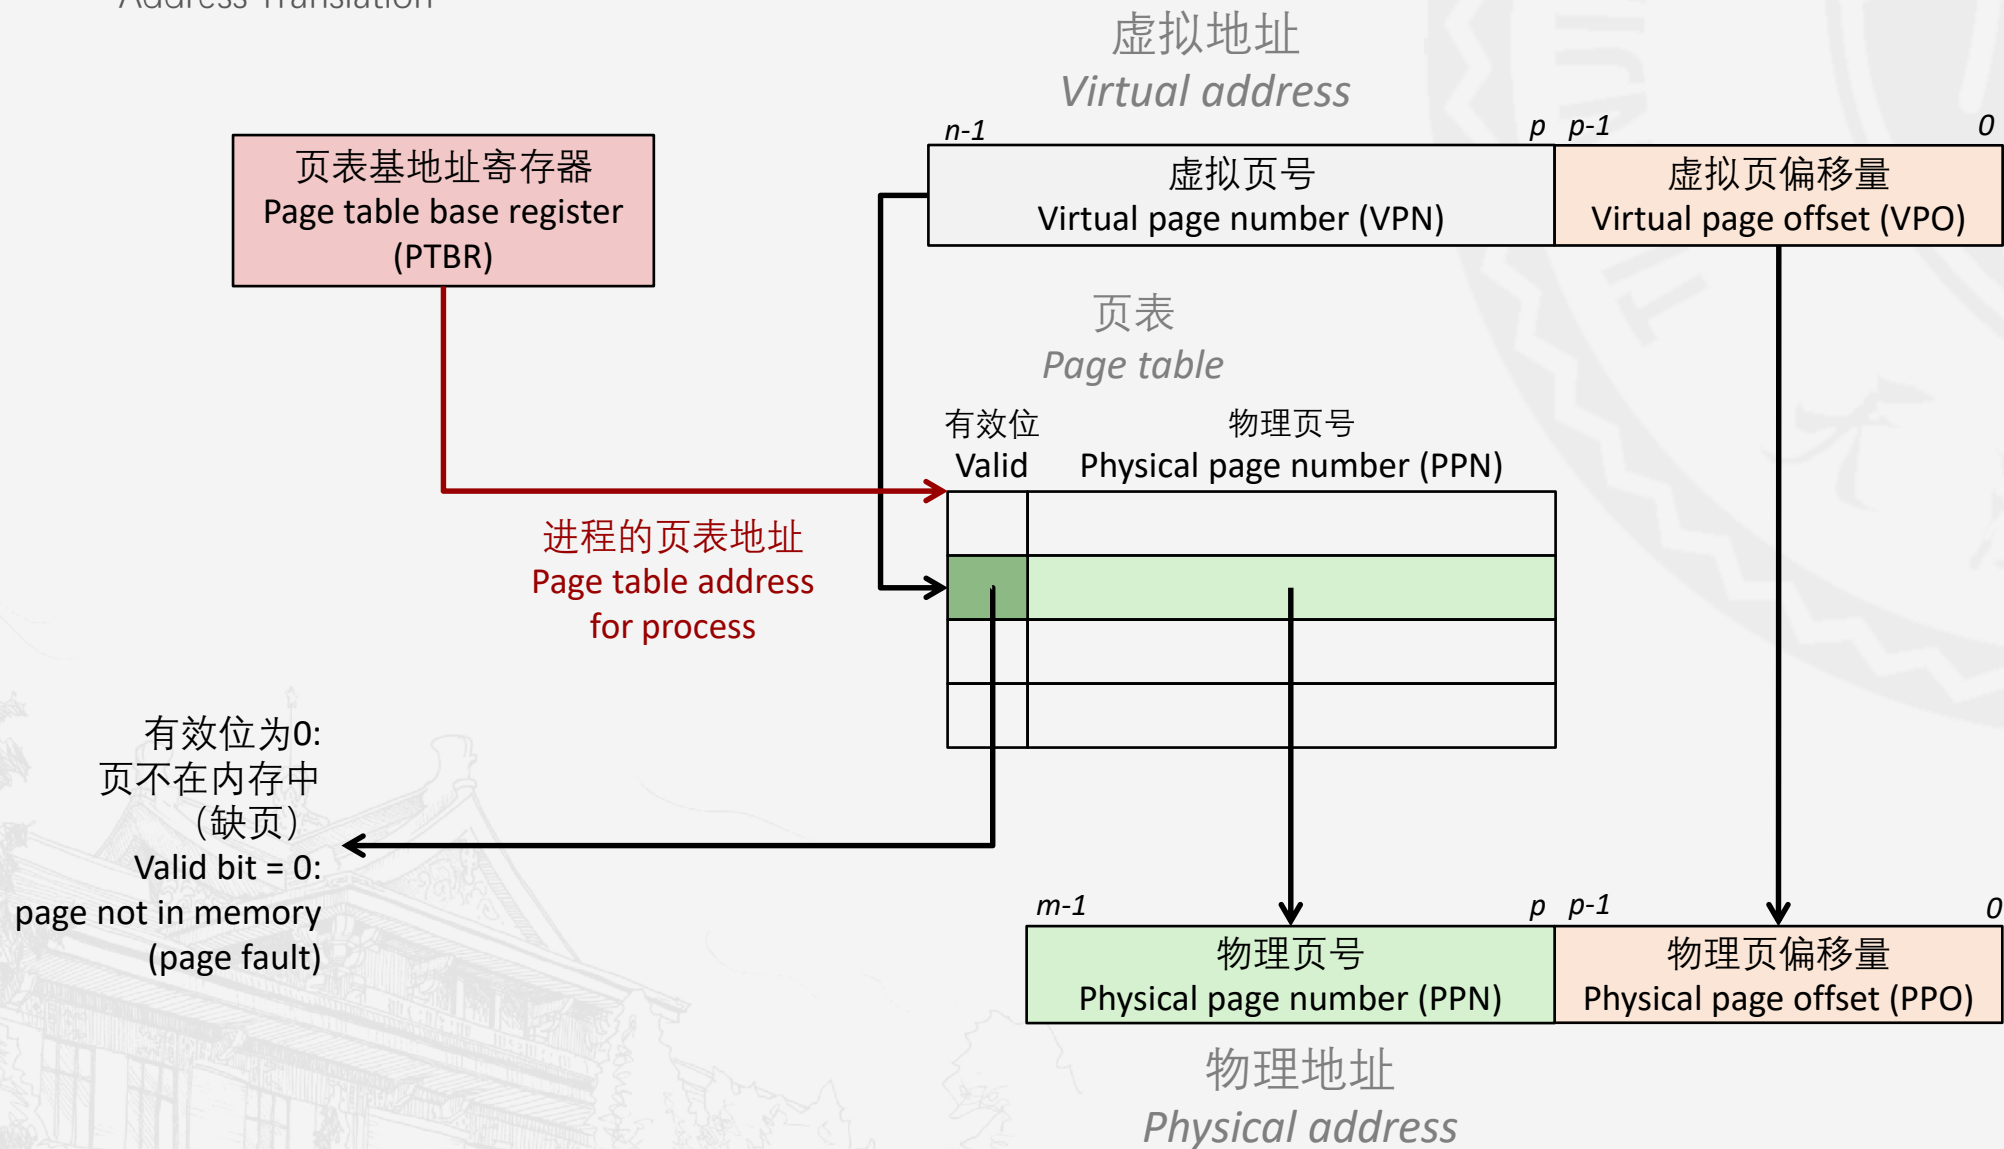 Address Translation
虚拟地址
Virtual address
n-1 p p-1 0
页表基地址寄存器
Page table base register
(PTBR)
虚拟页号
Virtual page number (VPN)
虚拟页偏移量
Virtual page offset (VPO)
页表
Page table
有效位
Valid
物理页号
Physical page number (PPN)
进程的页表地址
Page table address
for process
有效位为0:
页不在内存中
（缺页）
Valid bit = 0:
page not in memory
(page fault)
m-1 p p-1 0
物理页号
Physical page number (PPN)
物理页偏移量
Physical page offset (PPO)
物理地址
Physical address